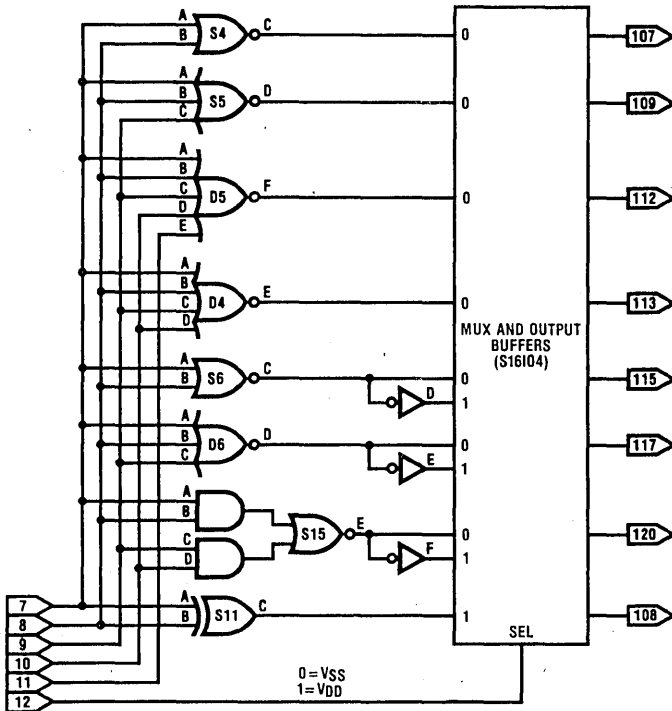 A
B
S4
C
0
107
A
B
C
S5
D
0
109
A
B
C
D
E
D5
F
0
112
A
B
C
D
D4
E
0
113
MUX AND OUTPUT
BUFFERS
(S16I04)
A
B
S6
C
0
D
1
115
A
B
C
D6
D
0
E
1
117
A
B
C
D
S15
E
0
F
1
120
A
B
S11
C
1
108
SEL
7
8
9
10
11
12
0=VSS
1=VDD